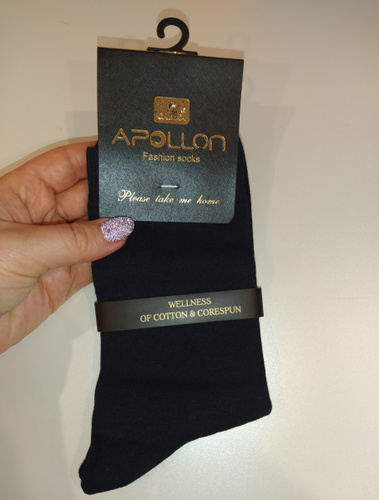 APOLLON
Fashion socks
Please take me home
WELLNESS
OF COTTON & CORESPUN